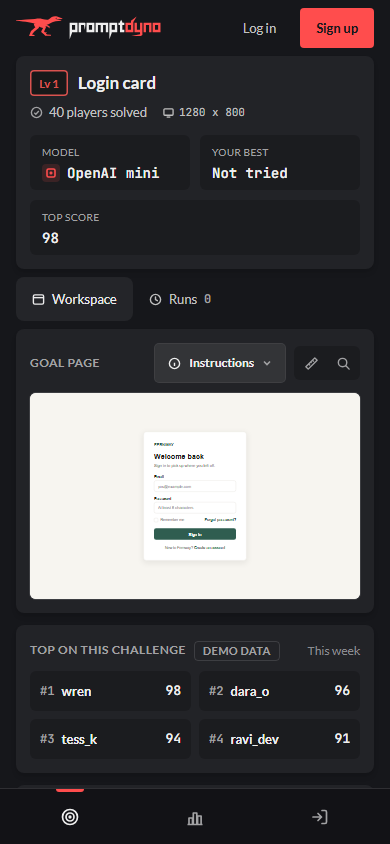 promptdyno
Log in
Sign up
Lv 1
Login card
40 players solved
1280 x 800
MODEL
OpenAI mini
YOUR BEST
Not tried
TOP SCORE
98
Workspace
Runs 0
GOAL PAGE
Instructions
Welcome back
Email
Password
Remember me
Forgot password?
Sign in
TOP ON THIS CHALLENGE
DEMO DATA
This week
#1 wren 98
#2 dara_o 96
#3 tess_k 94
#4 ravi_dev 91